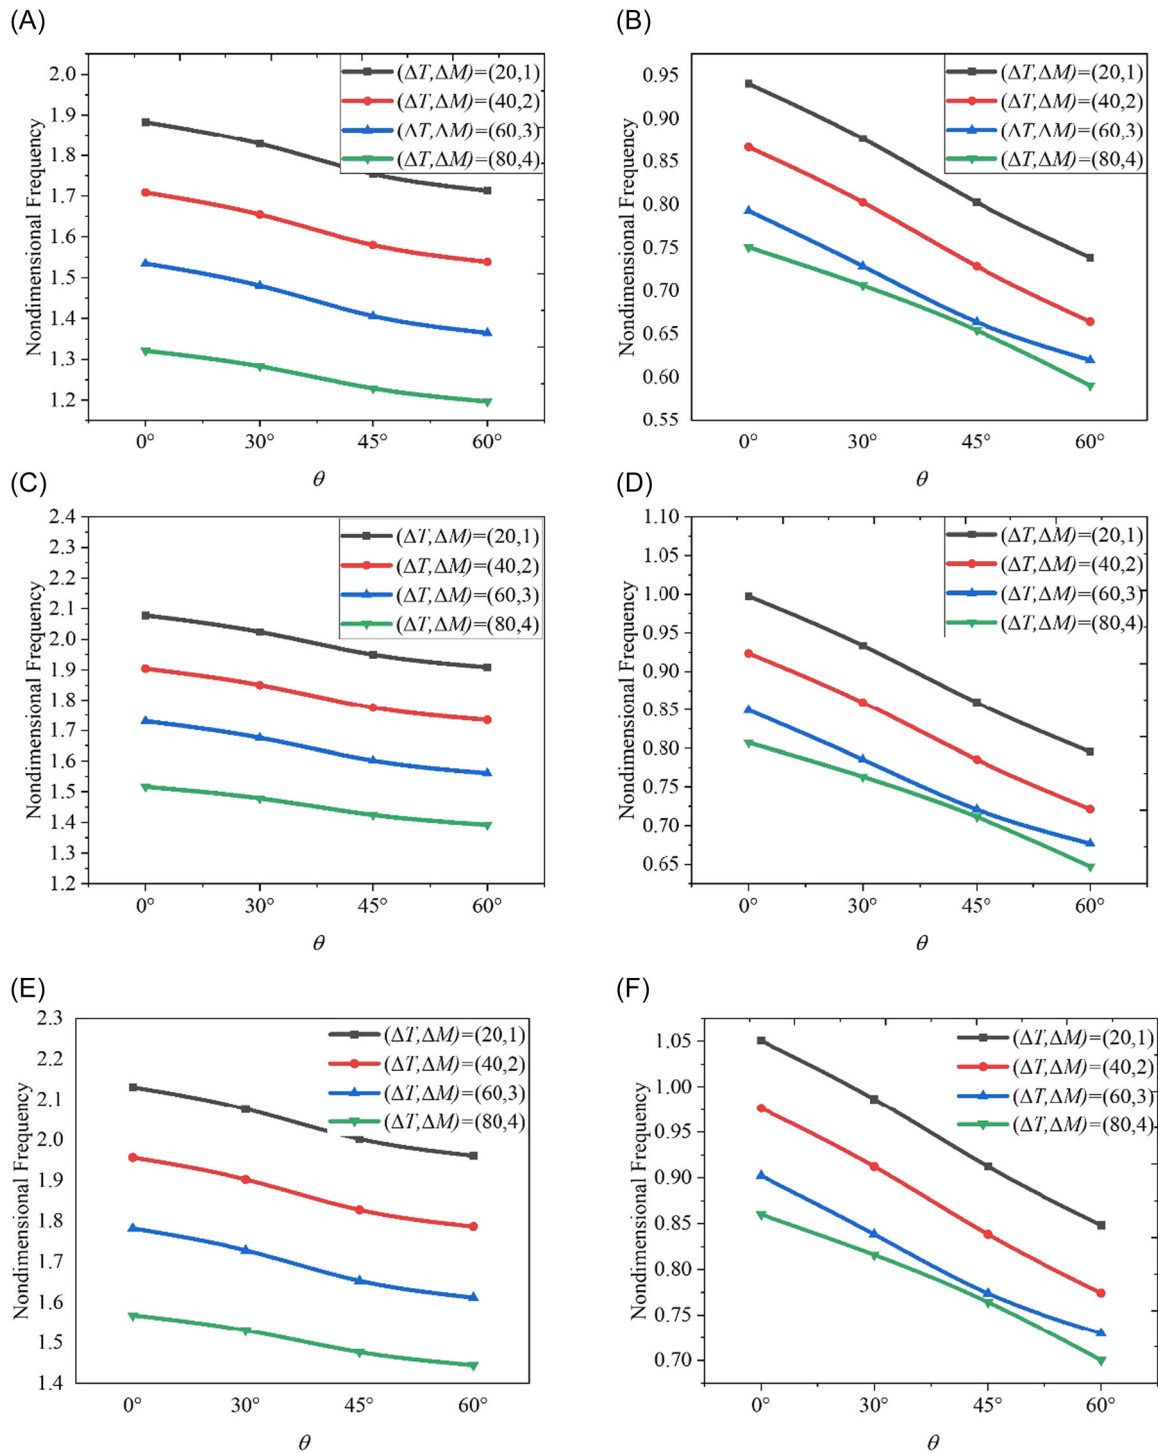 (A)
Nondimensional Frequency
2.0
1.9
1.8
1.7
1.6
1.5
1.4
1.3
1.2
(ΔT,ΔM)=(20,1)
(ΔT,ΔM)=(40,2)
(ΛT,ΛM)=(60,3)
(ΔT,ΔM)=(80,4)
0° 30° 45° 60°
θ
(B)
Nondimensional Frequency
0.95
0.90
0.85
0.80
0.75
0.70
0.65
0.60
0.55
(ΔT,ΔM)=(20,1)
(ΔT,ΔM)=(40,2)
(ΛT,ΛM)=(60,3)
(ΔT,ΔM)=(80,4)
0° 30° 45° 60°
θ
(C)
Nondimensional Frequency
2.4
2.3
2.2
2.1
2.0
1.9
1.8
1.7
1.6
1.5
1.4
1.3
1.2
(ΔT,ΔM)=(20,1)
(ΔT,ΔM)=(40,2)
(ΔT,ΔM)=(60,3)
(ΔT,ΔM)=(80,4)
0° 30° 45° 60°
θ
(D)
Nondimensional Frequency
1.10
1.05
1.00
0.95
0.90
0.85
0.80
0.75
0.70
0.65
(ΔT,ΔM)=(20,1)
(ΔT,ΔM)=(40,2)
(ΔT,ΔM)=(60,3)
(ΔT,ΔM)=(80,4)
0° 30° 45° 60°
θ
(E)
Nondimensional Frequency
2.3
2.2
2.1
2.0
1.9
1.8
1.7
1.6
1.5
1.4
(ΔT,ΔM)=(20,1)
(ΔT,ΔM)=(40,2)
(ΔT,ΔM)=(60,3)
(ΔT,ΔM)=(80,4)
0° 30° 45° 60°
θ
(F)
Nondimensional Frequency
1.05
1.00
0.95
0.90
0.85
0.80
0.75
0.70
(ΔT,ΔM)=(20,1)
(ΔT,ΔM)=(40,2)
(ΔT,ΔM)=(60,3)
(ΔT,ΔM)=(80,4)
0° 30° 45° 60°
θ